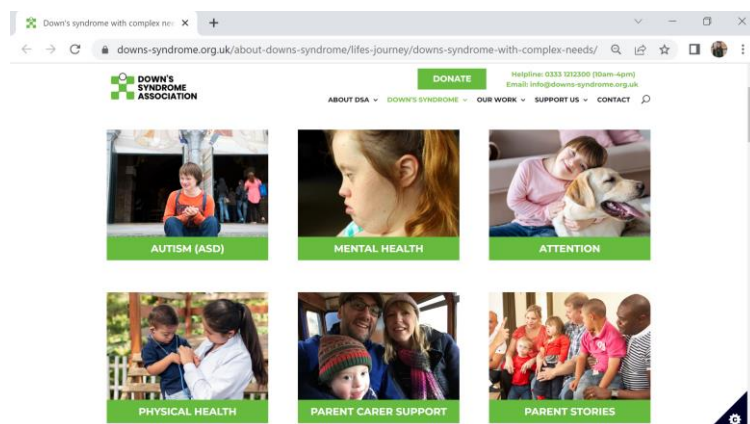 Down's syndrome with complex nee
downs-syndrome.org.uk/about-downs-syndrome/lifes-journey/downs-syndrome-with-complex-needs/
DOWN'S
SYNDROME
ASSOCIATION
DONATE
Helpline: 0333 1212300 (10am-4pm)
Email: info@downs-syndrome.org.uk
ABOUT DSA DOWN'S SYNDROME OUR WORK SUPPORT US CONTACT
AUTISM (ASD) MENTAL HEALTH ATTENTION
PHYSICAL HEALTH PARENT CARER SUPPORT PARENT STORIES